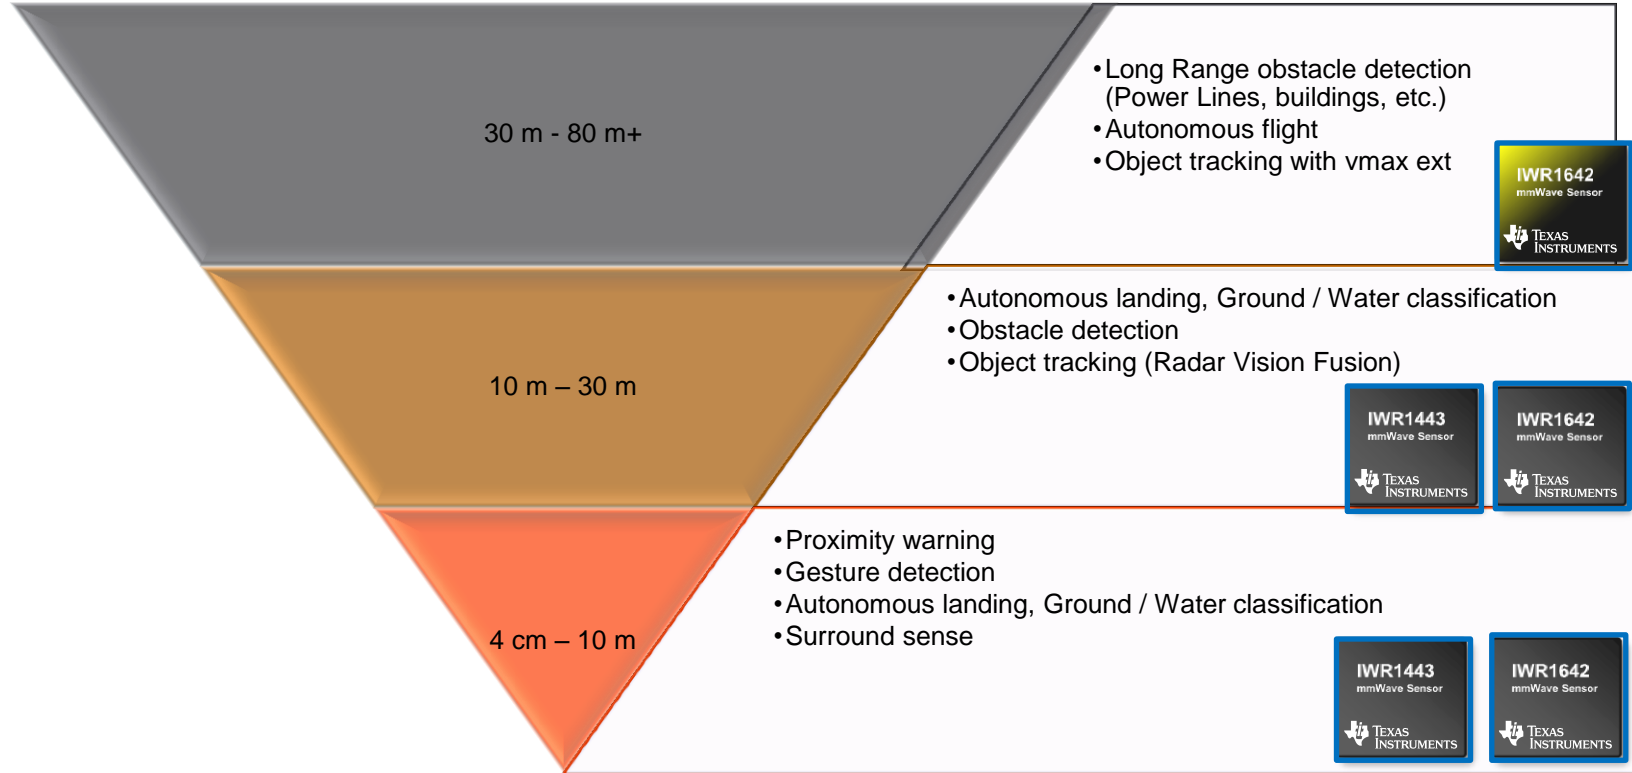 30 m - 80 m+
•Long Range obstacle detection
(Power Lines, buildings, etc.)
•Autonomous flight
•Object tracking with vmax ext
IWR1642
mmWave Sensor
TEXAS
INSTRUMENTS
10 m – 30 m
•Autonomous landing, Ground / Water classification
•Obstacle detection
•Object tracking (Radar Vision Fusion)
IWR1443
mmWave Sensor
TEXAS
INSTRUMENTS
IWR1642
mmWave Sensor
TEXAS
INSTRUMENTS
4 cm – 10 m
•Proximity warning
•Gesture detection
•Autonomous landing, Ground / Water classification
•Surround sense
IWR1443
mmWave Sensor
TEXAS
INSTRUMENTS
IWR1642
mmWave Sensor
TEXAS
INSTRUMENTS